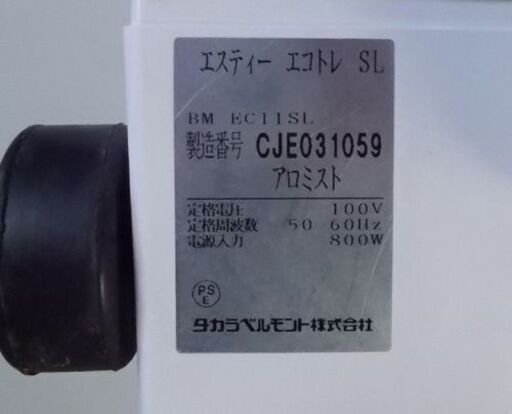 エスティー エコトレ SL
BM EC11SL
製造番号 CJE031059
アロミスト
定格電圧 100V
定格周波数 50 60Hz
電源入力 800W
PS
E
タカラベルモント株式会社